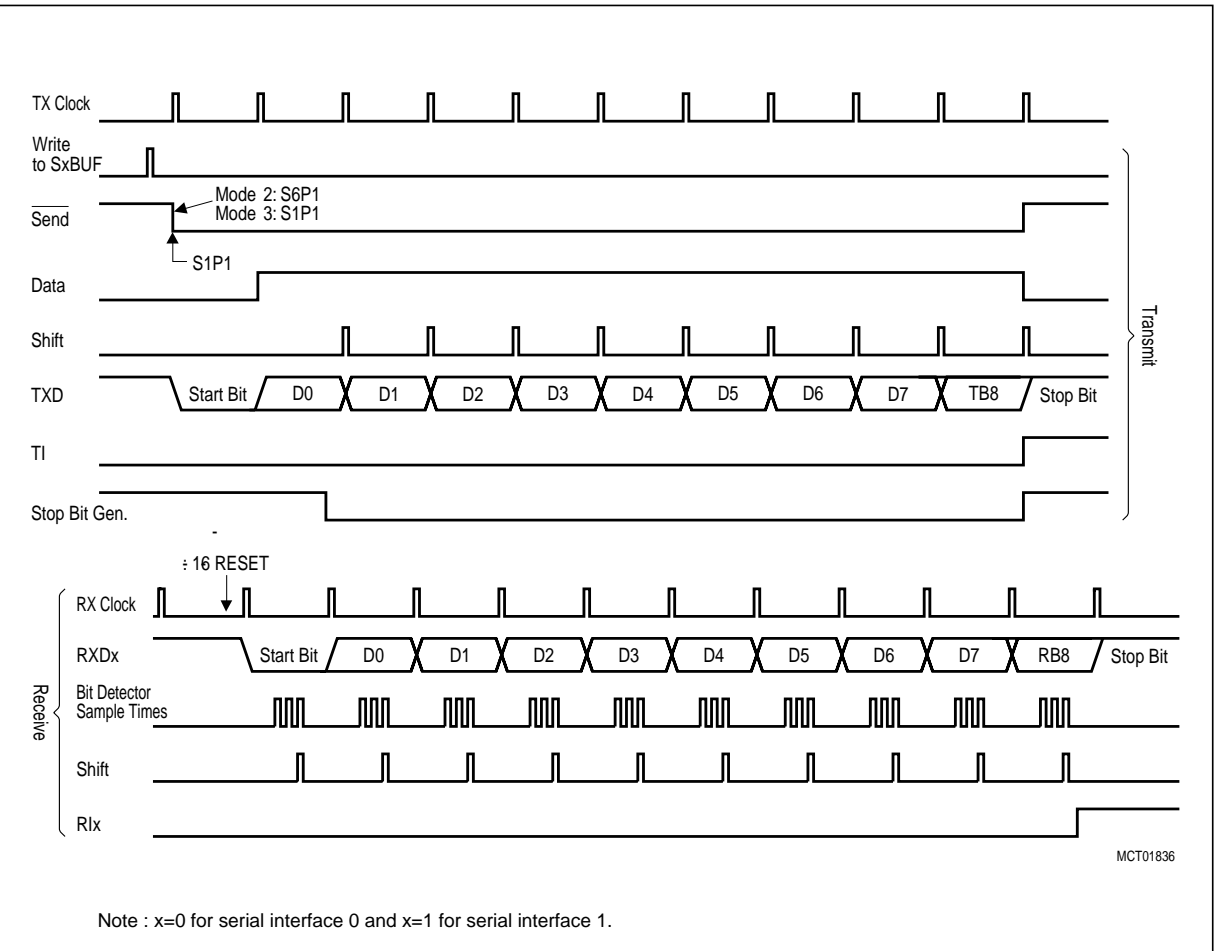 TX Clock
Write
to SxBUF
Send
Mode 2: S6P1
Mode 3: S1P1
S1P1
Data
Shift
TXD
Start Bit D0 D1 D2 D3 D4 D5 D6 D7 TB8 Stop Bit
TI
Stop Bit Gen.
Transmit
-
÷ 16 RESET
RX Clock
RXDx
Start Bit D0 D1 D2 D3 D4 D5 D6 D7 RB8 Stop Bit
Bit Detector
Sample Times
Shift
RIx
Receive
MCT01836
Note : x=0 for serial interface 0 and x=1 for serial interface 1.